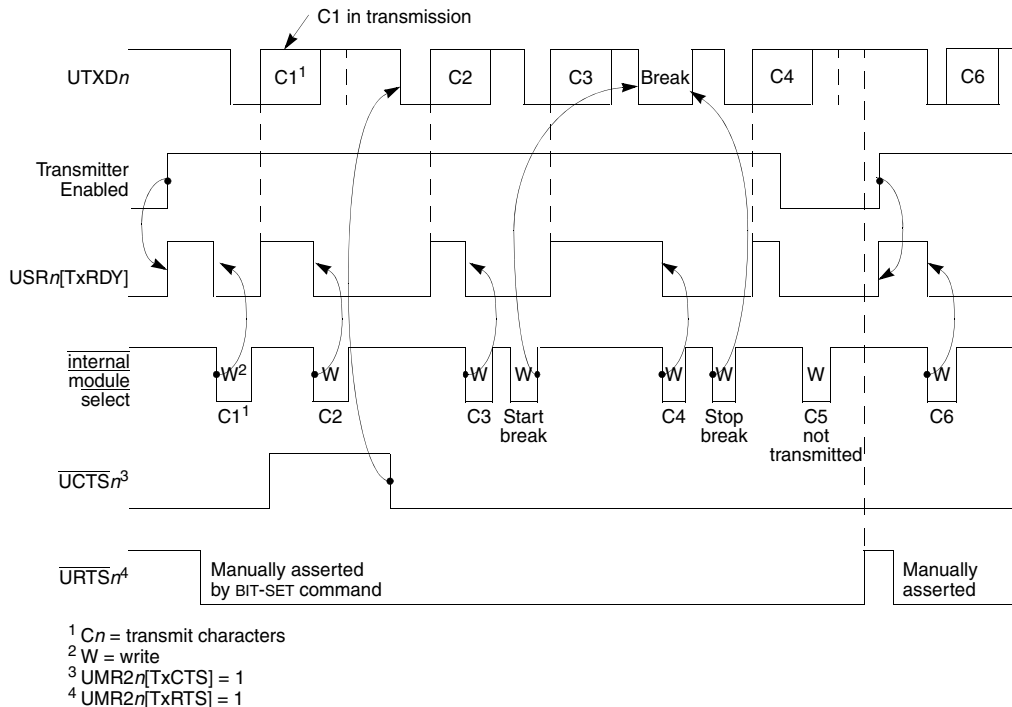 C1 in transmission
UTXDn
C1¹
C2
C3
Break
C4
C6
Transmitter
Enabled
USRn[TxRDY]
internal
module
select
W²
W
W
W
W
W
W
W
C1¹
C2
C3
Start
break
C4
Stop
break
C5
not
transmitted
C6
UCTSn³
URTSn⁴
Manually asserted
by BIT-SET command
Manually
asserted
¹ Cn = transmit characters
² W = write
³ UMR2n[TxCTS] = 1
⁴ UMR2n[TxRTS] = 1